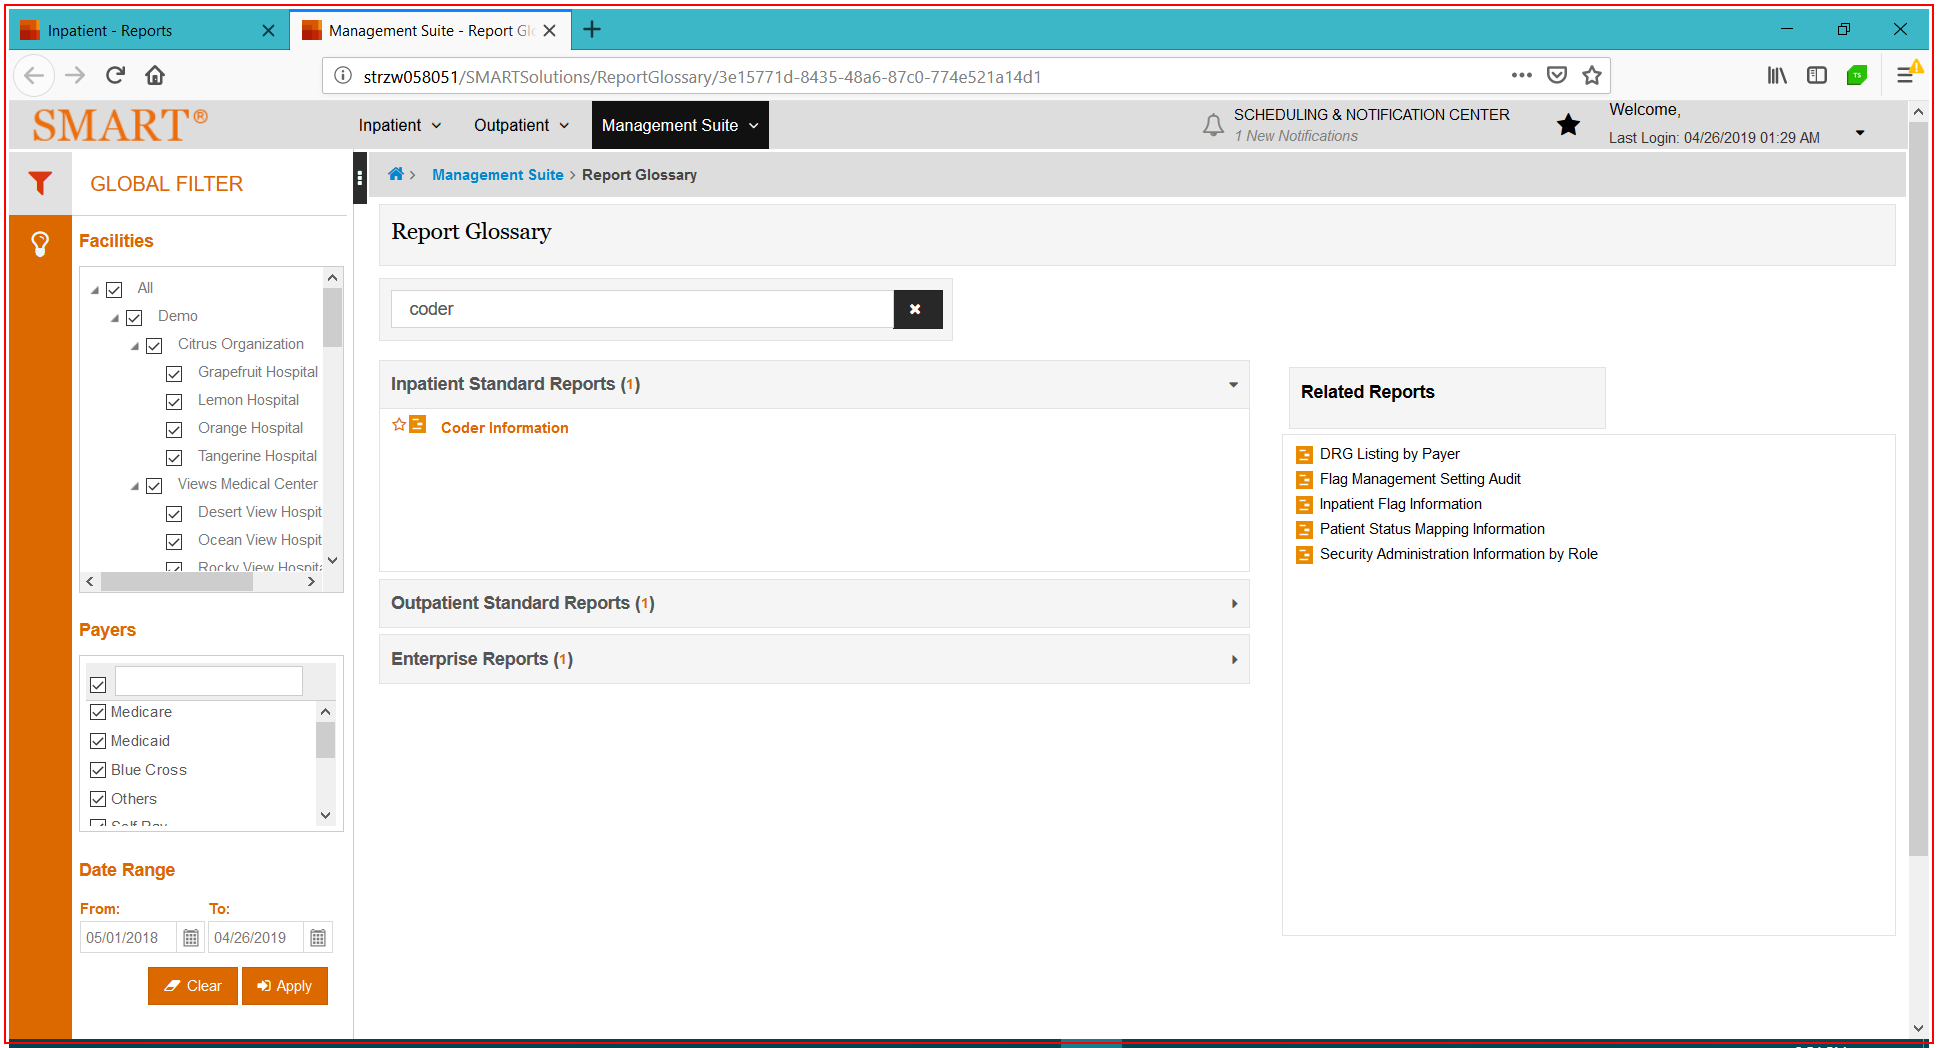 Inpatient - Reports
Management Suite - Report Gl
strzw058051/SMARTSolutions/ReportGlossary/3e15771d-8435-48a6-87c0-774e521a14d1
SMART®
Inpatient
Outpatient
Management Suite
SCHEDULING & NOTIFICATION CENTER
1 New Notifications
Welcome,
Last Login: 04/26/2019 01:29 AM
GLOBAL FILTER
Management Suite > Report Glossary
Report Glossary
Facilities
All
Demo
Citrus Organization
Grapefruit Hospital
Lemon Hospital
Orange Hospital
Tangerine Hospital
Views Medical Center
Desert View Hospit
Ocean View Hospit
Rocky View Hospita
Payers
Medicare
Medicaid
Blue Cross
Others
Self Pay
Date Range
From:
To:
05/01/2018
04/26/2019
Clear
Apply
coder
Inpatient Standard Reports (1)
Coder Information
Outpatient Standard Reports (1)
Enterprise Reports (1)
Related Reports
DRG Listing by Payer
Flag Management Setting Audit
Inpatient Flag Information
Patient Status Mapping Information
Security Administration Information by Role